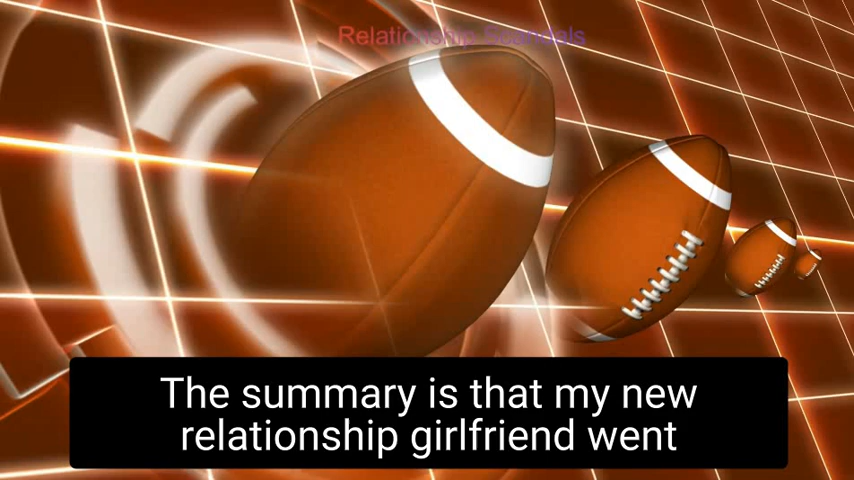 Relationship Scandals
The summary is that my new
relationship girlfriend went